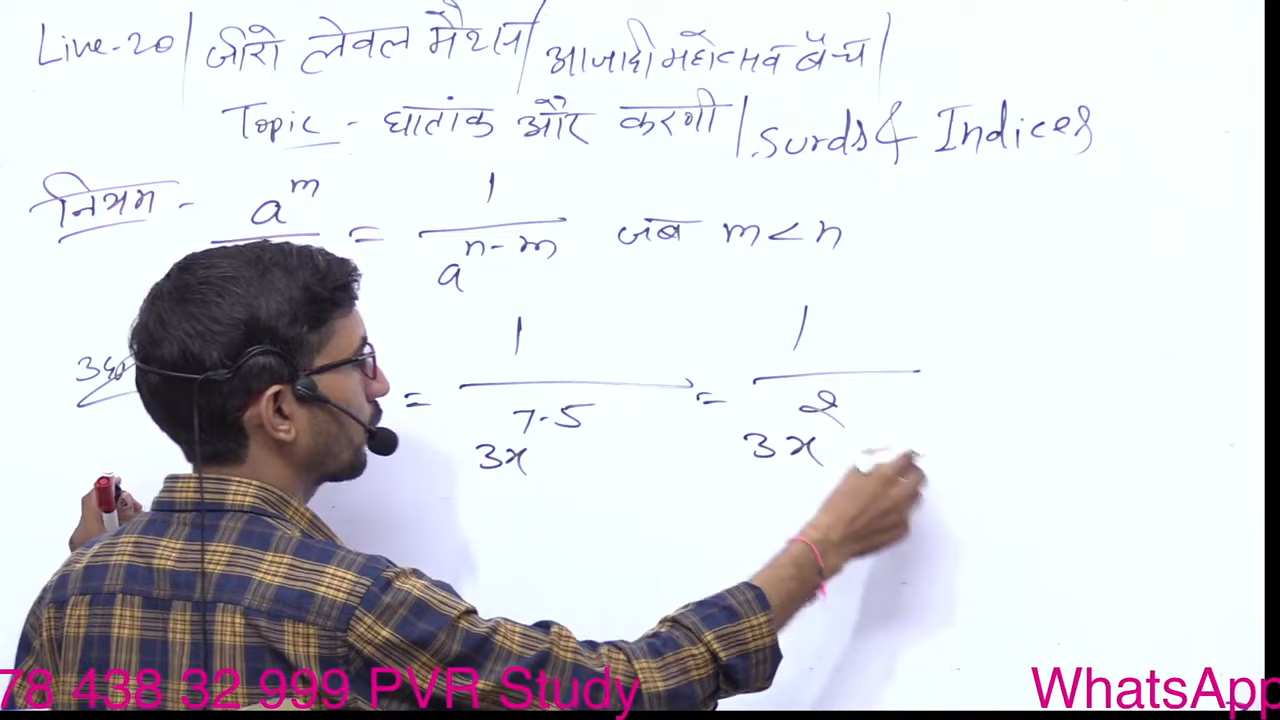 Live-20 | जीरो लेवल मैथ्स / आजादी महोत्सव बैच |
Topic - घातांक और करणी / Surds & Indices
नियम - a^m = 1 / a^(n-m) जब m < n
उदा = 1 / 3x^(7-5) = 1 / 3x^2
78 438 32 999 PVR Study WhatsApp